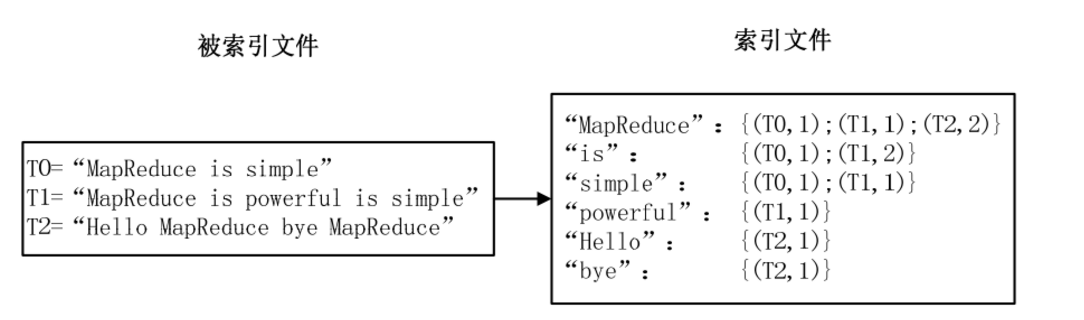 被索引文件
索引文件
T0=“MapReduce is simple”
T1=“MapReduce is powerful is simple”
T2=“Hello MapReduce bye MapReduce”
“MapReduce”： {(T0,1);(T1,1);(T2,2)}
“is”： {(T0,1);(T1,2)}
“simple”： {(T0,1);(T1,1)}
“powerful”： {(T1,1)}
“Hello”： {(T2,1)}
“bye”： {(T2,1)}